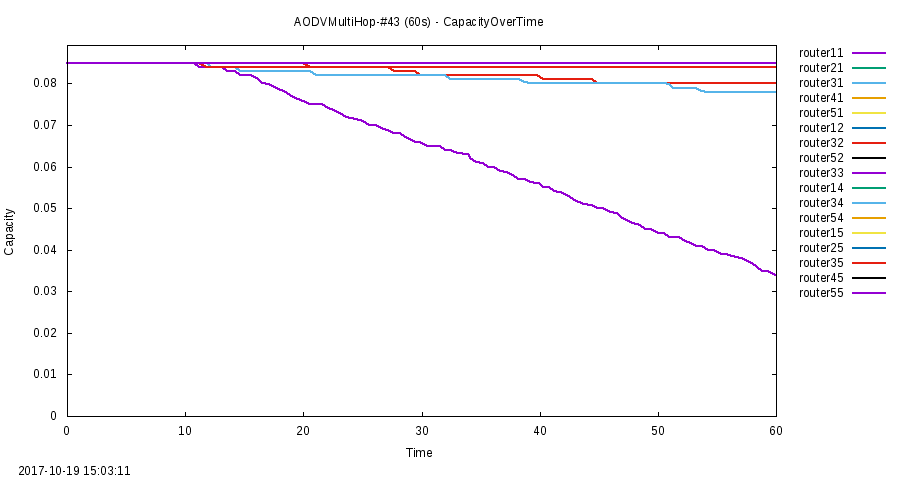 AODVMultiHop-#43 (60s) - CapacityOverTime
router11
router21
router31
router41
router51
router12
router32
router52
router33
router14
router34
router54
router15
router25
router35
router45
router55
0.08
0.07
0.06
0.05
0.04
0.03
0.02
0.01
0
Capacity
0 10 20 30 40 50 60
Time
2017-10-19 15:03:11